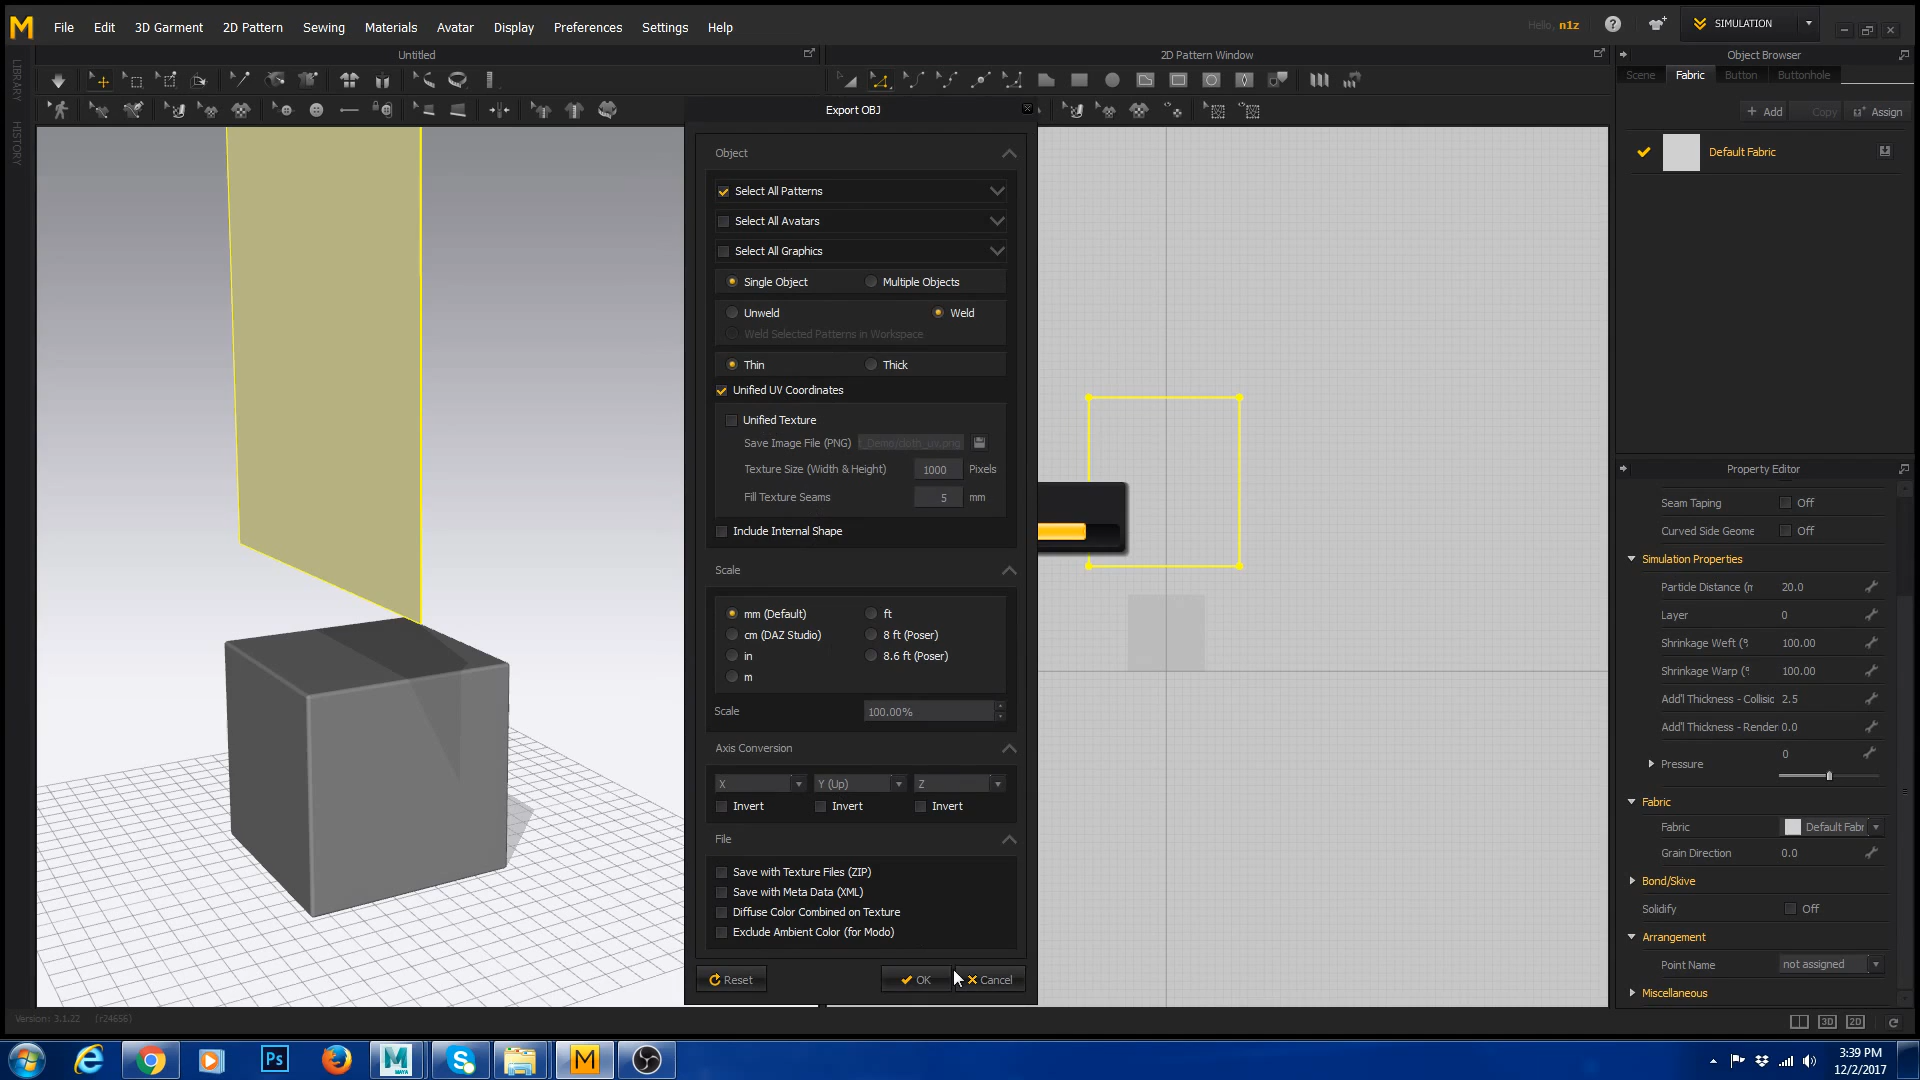 File Edit 3D Garment 2D Pattern Sewing Materials Avatar Display Preferences Settings Help
Hello, n1z
SIMULATION
Untitled
2D Pattern Window
Object Browser
LIBRARY
HISTORY
Scene Fabric Button Buttonhole
+ Add Copy Assign
Default Fabric
Export OBJ
Object
Select All Patterns
Select All Avatars
Select All Graphics
Single Object Multiple Objects
Unweld Weld
Weld Selected Patterns in Workspace
Thin Thick
Unified UV Coordinates
Unified Texture
Save Image File (PNG)
Texture Size (Width & Height) 1000 Pixels
Fill Texture Seams 5 mm
Include Internal Shape
Scale
mm (Default) ft
cm (DAZ Studio) 8 ft (Poser)
in 8.6 ft (Poser)
m
Scale 100.00%
Axis Conversion
X Y (Up) Z
Invert Invert Invert
File
Save with Texture Files (ZIP)
Save with Meta Data (XML)
Diffuse Color Combined on Texture
Exclude Ambient Color (for Modo)
Reset OK Cancel
Property Editor
Seam Taping Off
Curved Side Geome Off
Simulation Properties
Particle Distance (m 20.0
Layer 0
Shrinkage Weft (% 100.00
Shrinkage Warp (% 100.00
Add'l Thickness - Collisic 2.5
Add'l Thickness - Render 0.0
Pressure 0
Fabric
Fabric Default Fabr
Grain Direction 0.0
Bond/Skive
Solidify Off
Arrangement
Point Name not assigned
Miscellaneous
Version: 3.1.22 (r24656)
3D 2D
Ps
MAYA
3:39 PM
12/2/2017